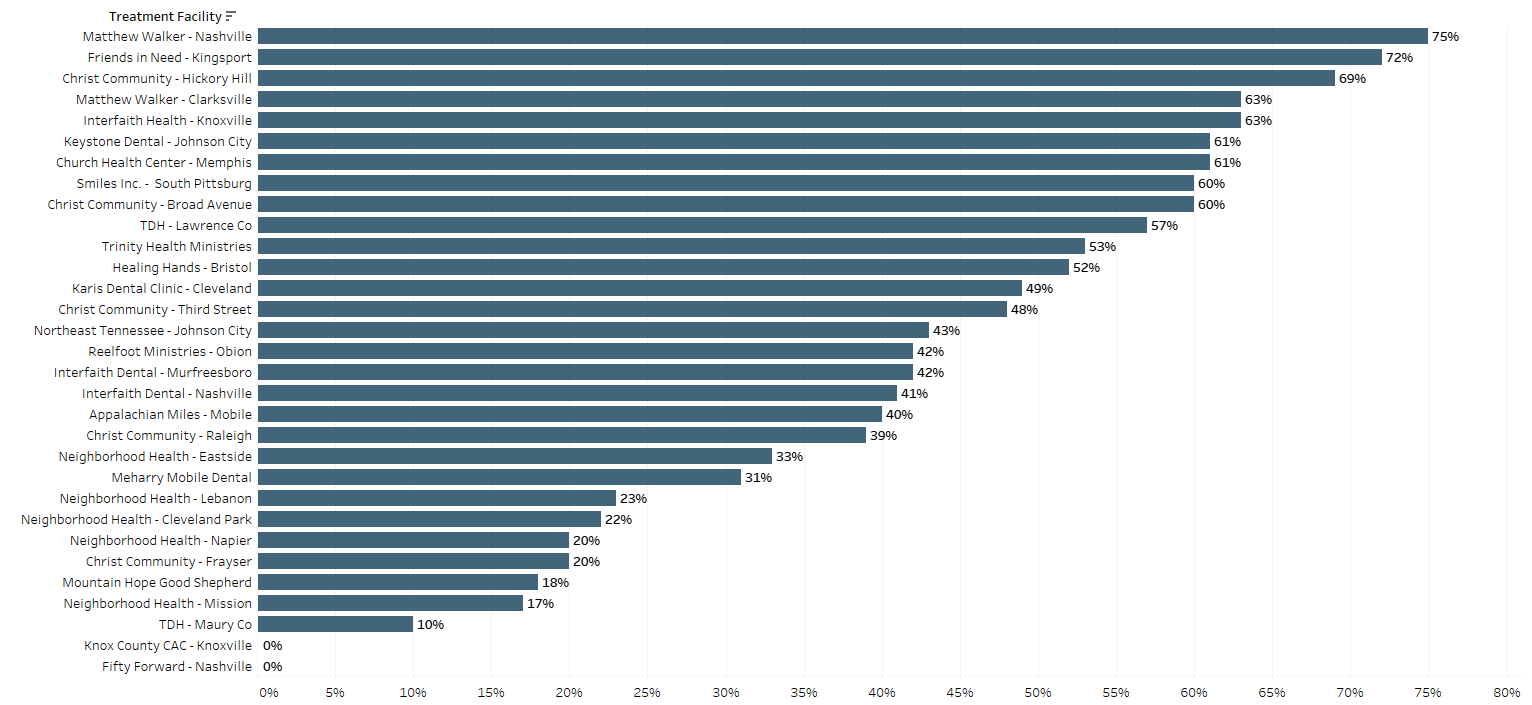 Treatment Facility
Matthew Walker - Nashville 75%
Friends in Need - Kingsport 72%
Christ Community - Hickory Hill 69%
Matthew Walker - Clarksville 63%
Interfaith Health - Knoxville 63%
Keystone Dental - Johnson City 61%
Church Health Center - Memphis 61%
Smiles Inc. - South Pittsburg 60%
Christ Community - Broad Avenue 60%
TDH - Lawrence Co 57%
Trinity Health Ministries 53%
Healing Hands - Bristol 52%
Karis Dental Clinic - Cleveland 49%
Christ Community - Third Street 48%
Northeast Tennessee - Johnson City 43%
Reelfoot Ministries - Obion 42%
Interfaith Dental - Murfreesboro 42%
Interfaith Dental - Nashville 41%
Appalachian Miles - Mobile 40%
Christ Community - Raleigh 39%
Neighborhood Health - Eastside 33%
Meharry Mobile Dental 31%
Neighborhood Health - Lebanon 23%
Neighborhood Health - Cleveland Park 22%
Neighborhood Health - Napier 20%
Christ Community - Frayser 20%
Mountain Hope Good Shepherd 18%
Neighborhood Health - Mission 17%
TDH - Maury Co 10%
Knox County CAC - Knoxville 0%
Fifty Forward - Nashville 0%
0% 5% 10% 15% 20% 25% 30% 35% 40% 45% 50% 55% 60% 65% 70% 75% 80%